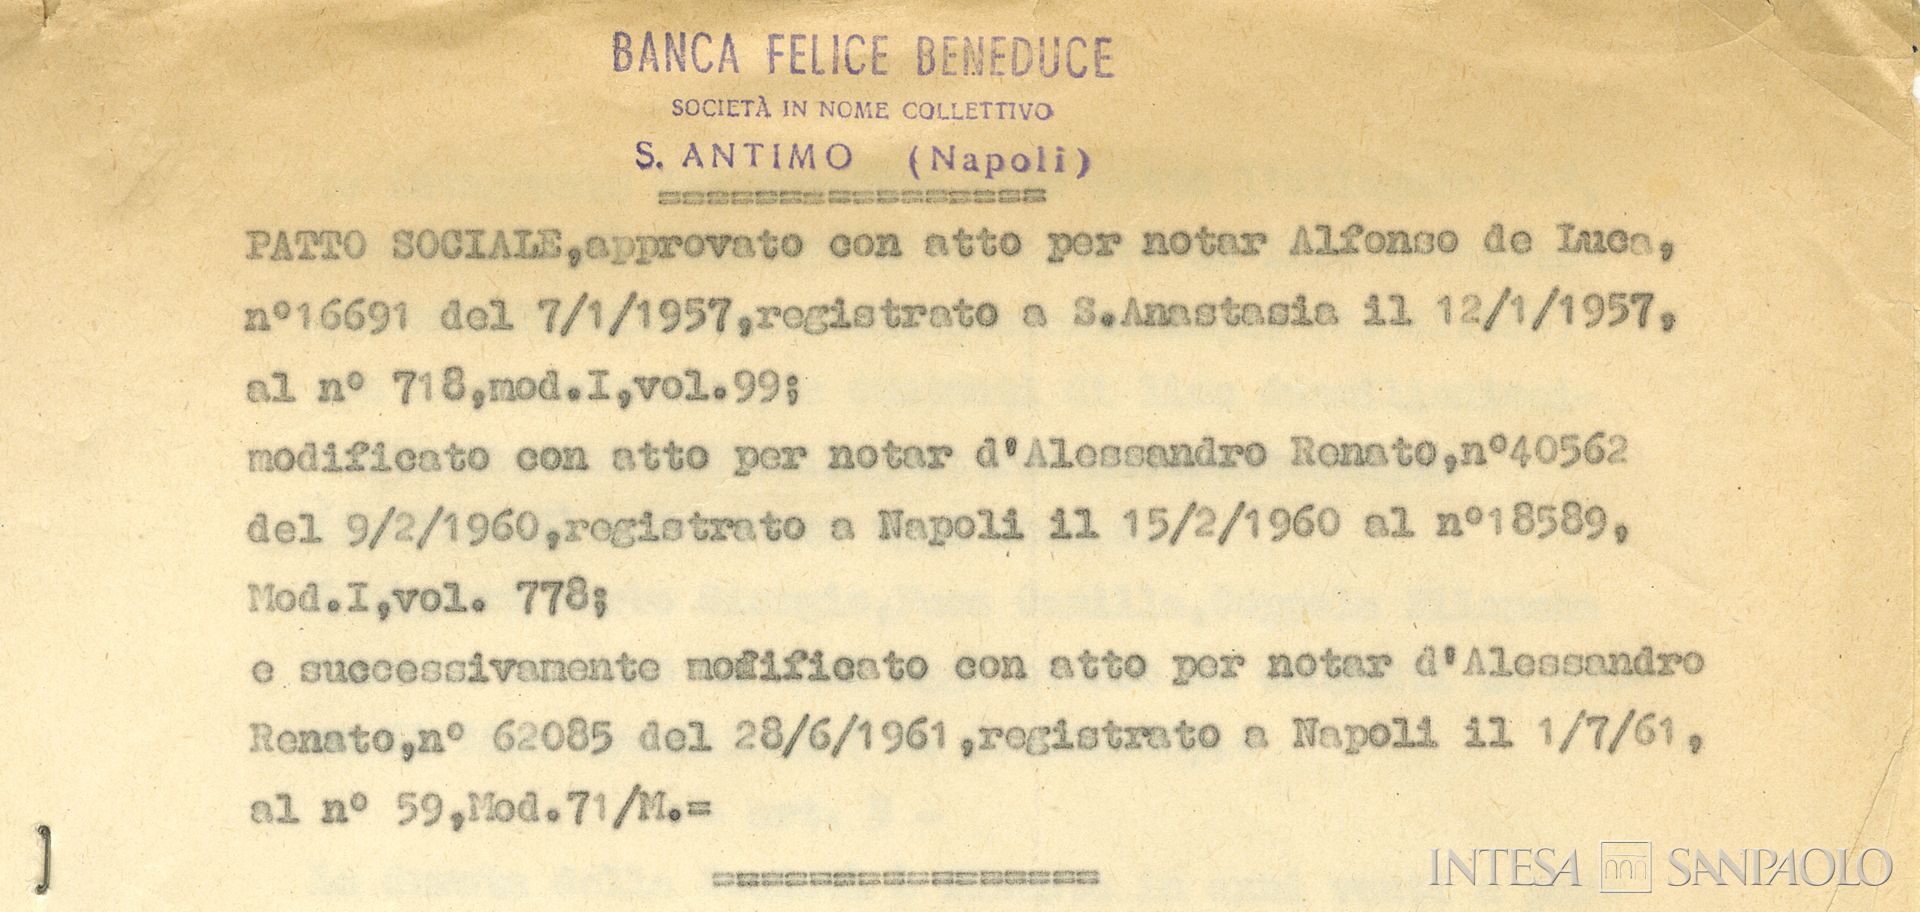 BANCA FELICE BENEDUCE
SOCIETÀ IN NOME COLLETTIVO
S. ANTIMO (Napoli)
================
PATTO SOCIALE,approvato con atto per notar Alfonso de Luca,
n°16691 del 7/1/1957,registrato a S.Anastasia il 12/1/1957,
al n° 718,mod.I,vol.99;
modificato con atto per notar d'Alessandro Renato,n°40562
del 9/2/1960,registrato a Napoli il 15/2/1960 al n°18589,
Mod.I,vol. 778;
e successivamente modificato con atto per notar d'Alessandro
Renato,n° 62085 del 28/6/1961,registrato a Napoli il 1/7/61,
al n° 59,Mod.71/M.=
================
INTESA SANPAOLO